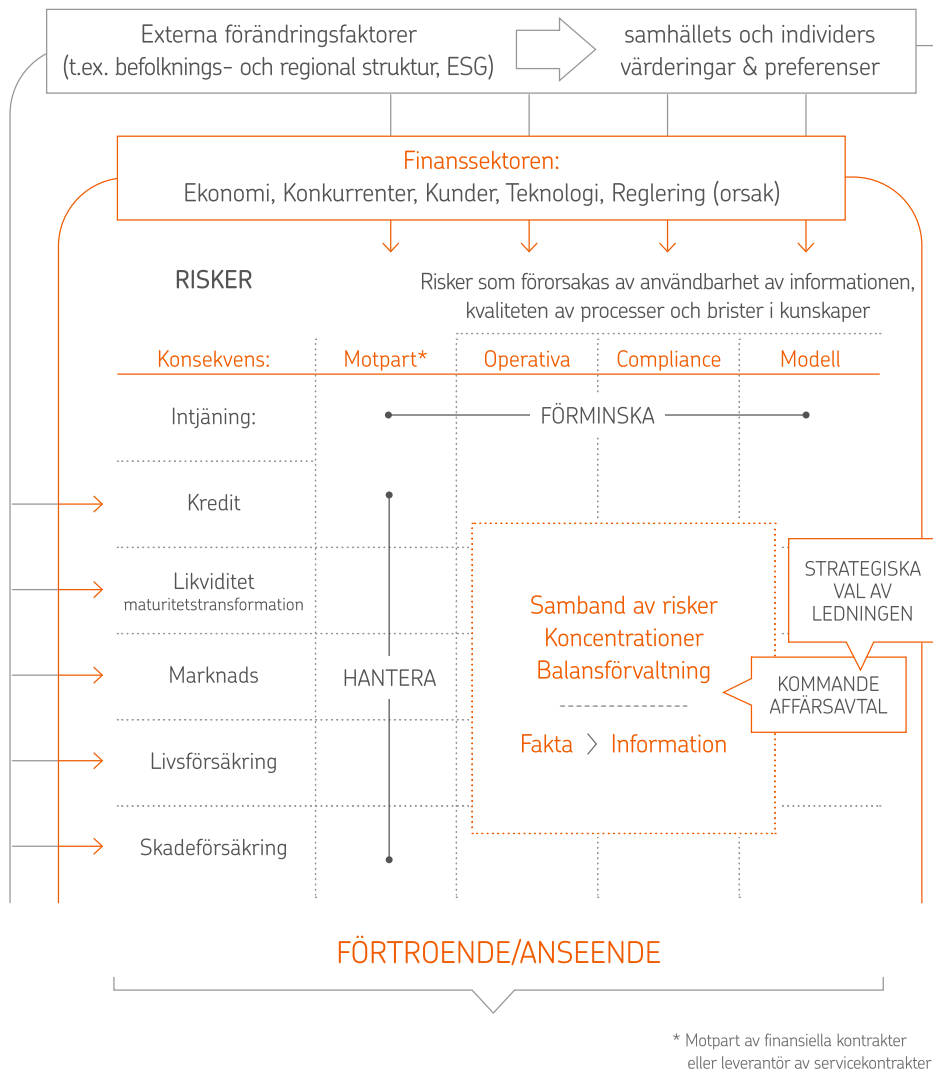 Externa förändringsfaktorer
(t.ex. befolknings- och regional struktur, ESG)
samhällets och individers
värderingar & preferenser
Finanssektoren:
Ekonomi, Konkurrenter, Kunder, Teknologi, Reglering (orsak)
RISKER
Risker som förorsakas av användbarhet av informationen,
kvaliteten av processer och brister i kunskaper
Konsekvens: Motpart* Operativa Compliance Modell
Intjäning: FÖRMINSKA
Kredit
Likviditet
maturitetstransformation
Marknads
HANTERA
Livsförsäkring
Skadeförsäkring
Samband av risker
Koncentrationer
Balansförvaltning
Fakta > Information
STRATEGISKA
VAL AV
LEDNINGEN
KOMMANDE
AFFÄRSAVTAL
FÖRTROENDE/ANSEENDE
* Motpart av finansiella kontrakter
eller leverantör av servicekontrakter